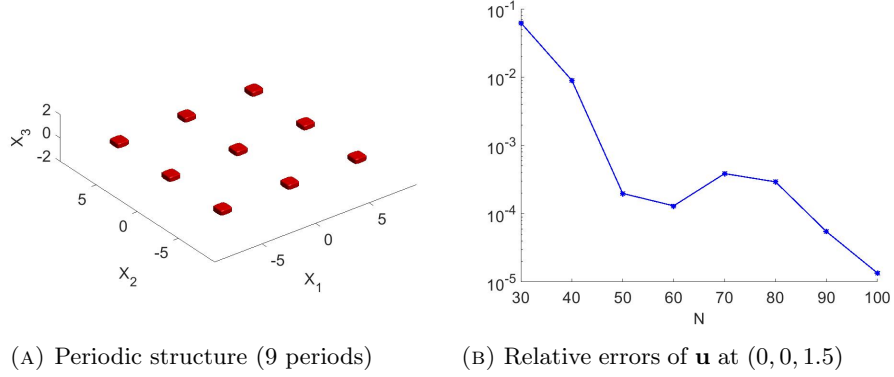 2
0
-2
X3
5
0
-5
X2
-5
0
5
X1
10^-1
10^-2
10^-3
10^-4
10^-5
30 40 50 60 70 80 90 100
N
(A) Periodic structure (9 periods)
(B) Relative errors of u at (0, 0, 1.5)